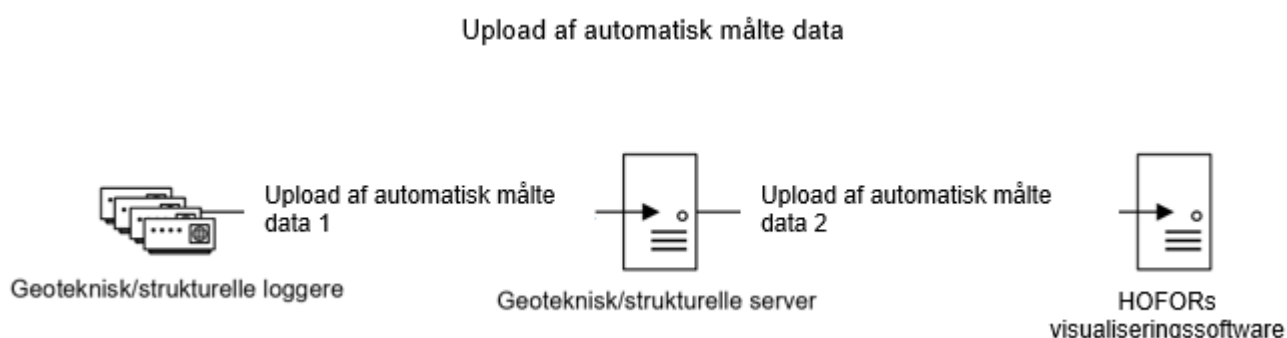 Upload af automatisk målte data
Upload af automatisk målte
data 1
Upload af automatisk målte
data 2
Geoteknisk/strukturelle loggere
Geoteknisk/strukturelle server
HOFORs
visualiseringssoftware